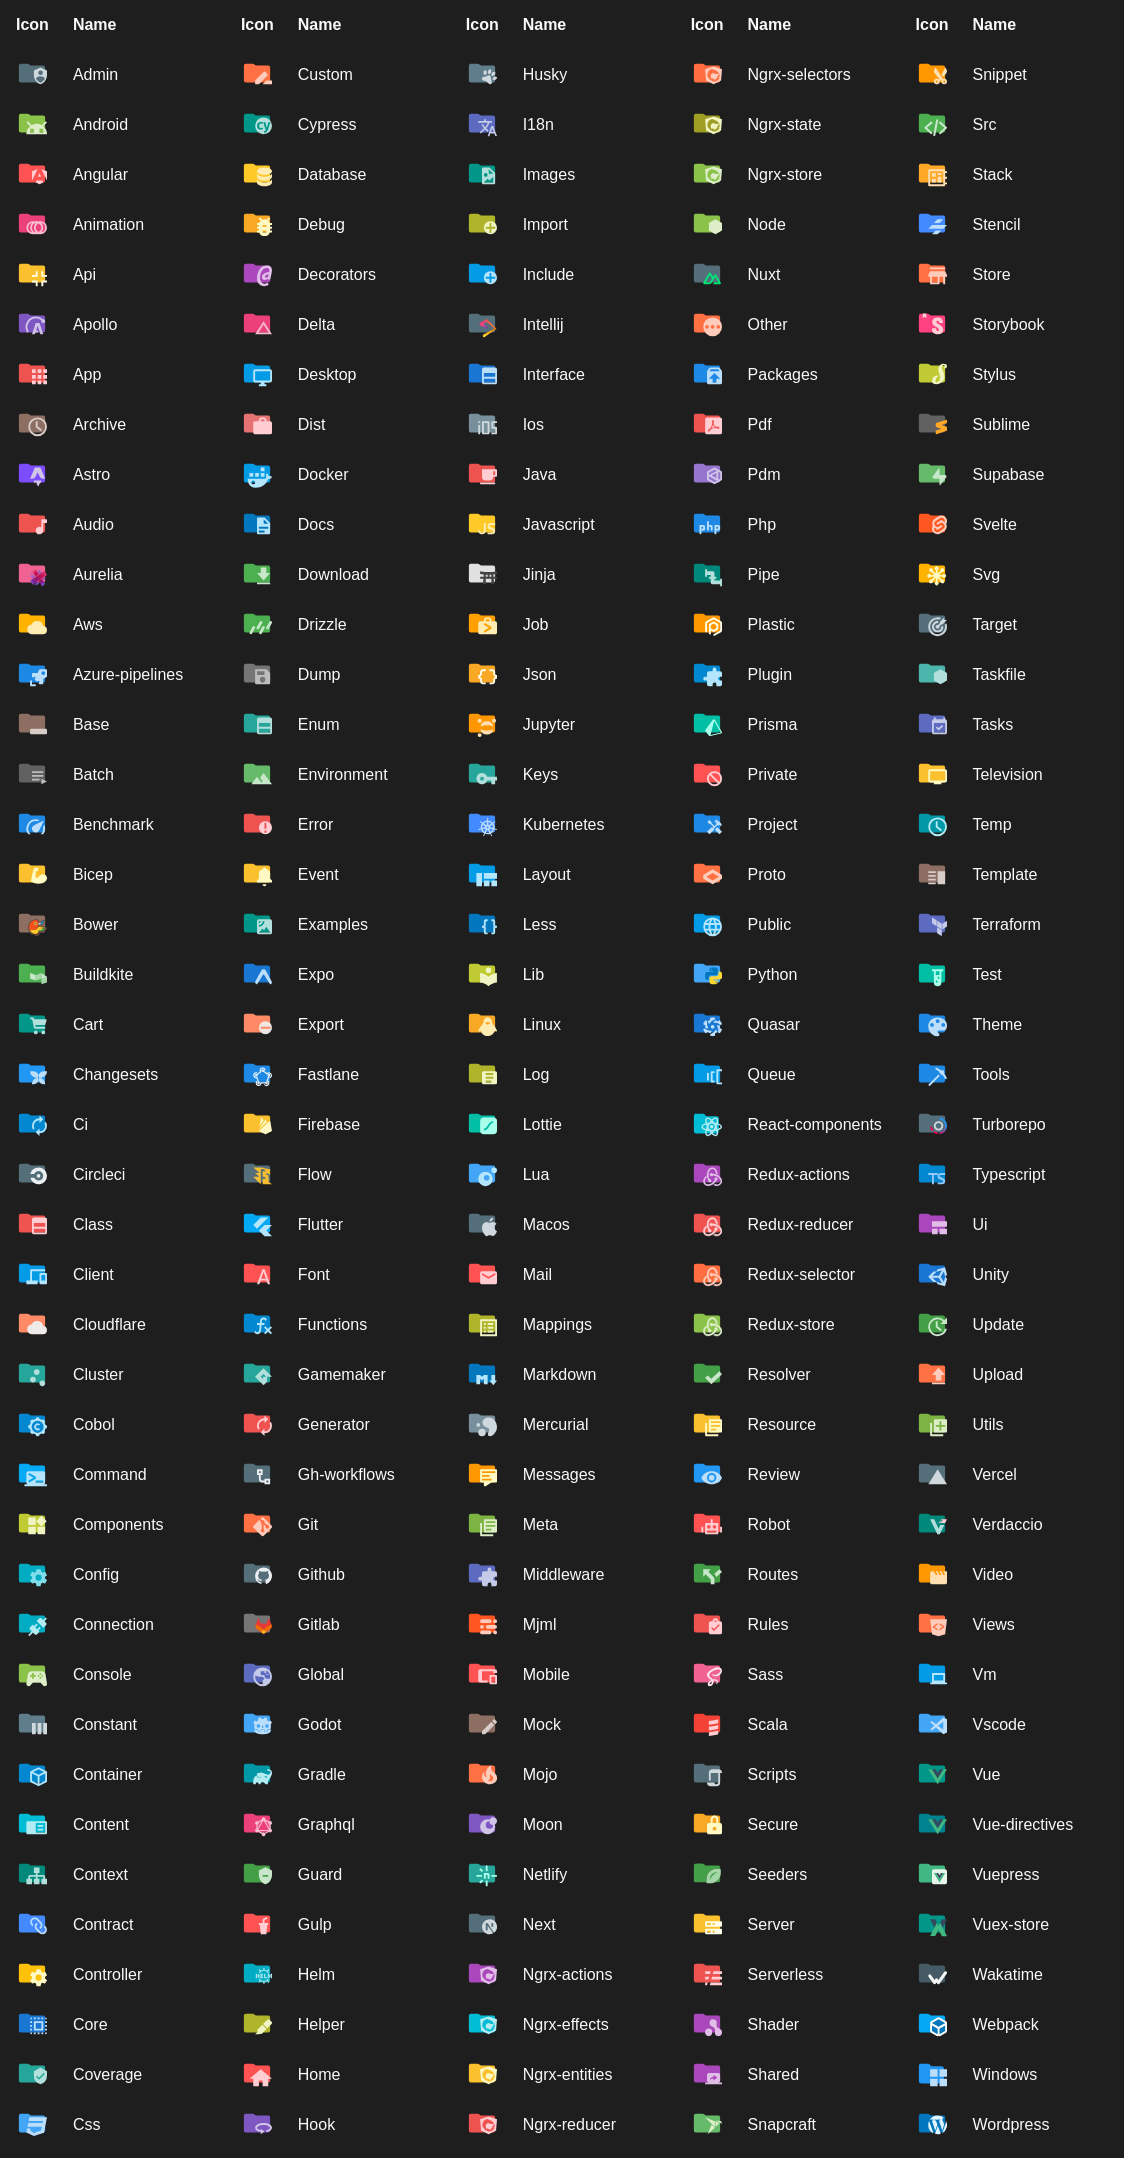 Icon Name Icon Name Icon Name Icon Name Icon Name
Admin Custom Husky Ngrx-selectors Snippet
Android Cypress I18n Ngrx-state Src
Angular Database Images Ngrx-store Stack
Animation Debug Import Node Stencil
Api Decorators Include Nuxt Store
Apollo Delta Intellij Other Storybook
App Desktop Interface Packages Stylus
Archive Dist Ios Pdf Sublime
Astro Docker Java Pdm Supabase
Audio Docs Javascript Php Svelte
Aurelia Download Jinja Pipe Svg
Aws Drizzle Job Plastic Target
Azure-pipelines Dump Json Plugin Taskfile
Base Enum Jupyter Prisma Tasks
Batch Environment Keys Private Television
Benchmark Error Kubernetes Project Temp
Bicep Event Layout Proto Template
Bower Examples Less Public Terraform
Buildkite Expo Lib Python Test
Cart Export Linux Quasar Theme
Changesets Fastlane Log Queue Tools
Ci Firebase Lottie React-components Turborepo
Circleci Flow Lua Redux-actions Typescript
Class Flutter Macos Redux-reducer Ui
Client Font Mail Redux-selector Unity
Cloudflare Functions Mappings Redux-store Update
Cluster Gamemaker Markdown Resolver Upload
Cobol Generator Mercurial Resource Utils
Command Gh-workflows Messages Review Vercel
Components Git Meta Robot Verdaccio
Config Github Middleware Routes Video
Connection Gitlab Mjml Rules Views
Console Global Mobile Sass Vm
Constant Godot Mock Scala Vscode
Container Gradle Mojo Scripts Vue
Content Graphql Moon Secure Vue-directives
Context Guard Netlify Seeders Vuepress
Contract Gulp Next Server Vuex-store
Controller Helm Ngrx-actions Serverless Wakatime
Core Helper Ngrx-effects Shader Webpack
Coverage Home Ngrx-entities Shared Windows
Css Hook Ngrx-reducer Snapcraft Wordpress